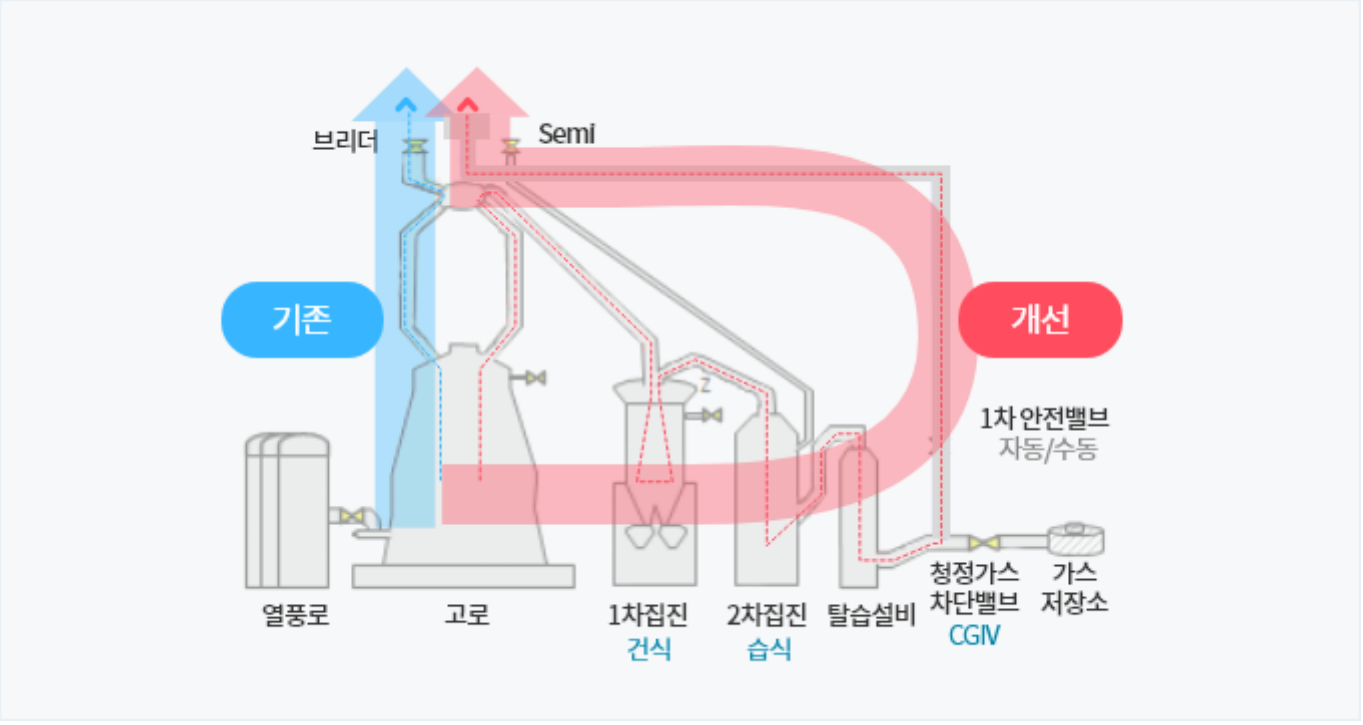 브리더
Semi
기존
개선
Z
1차 안전밸브
자동/수동
열풍로
고로
1차집진
건식
2차집진
습식
탈습설비
청정가스
차단밸브
CGIV
가스
저장소